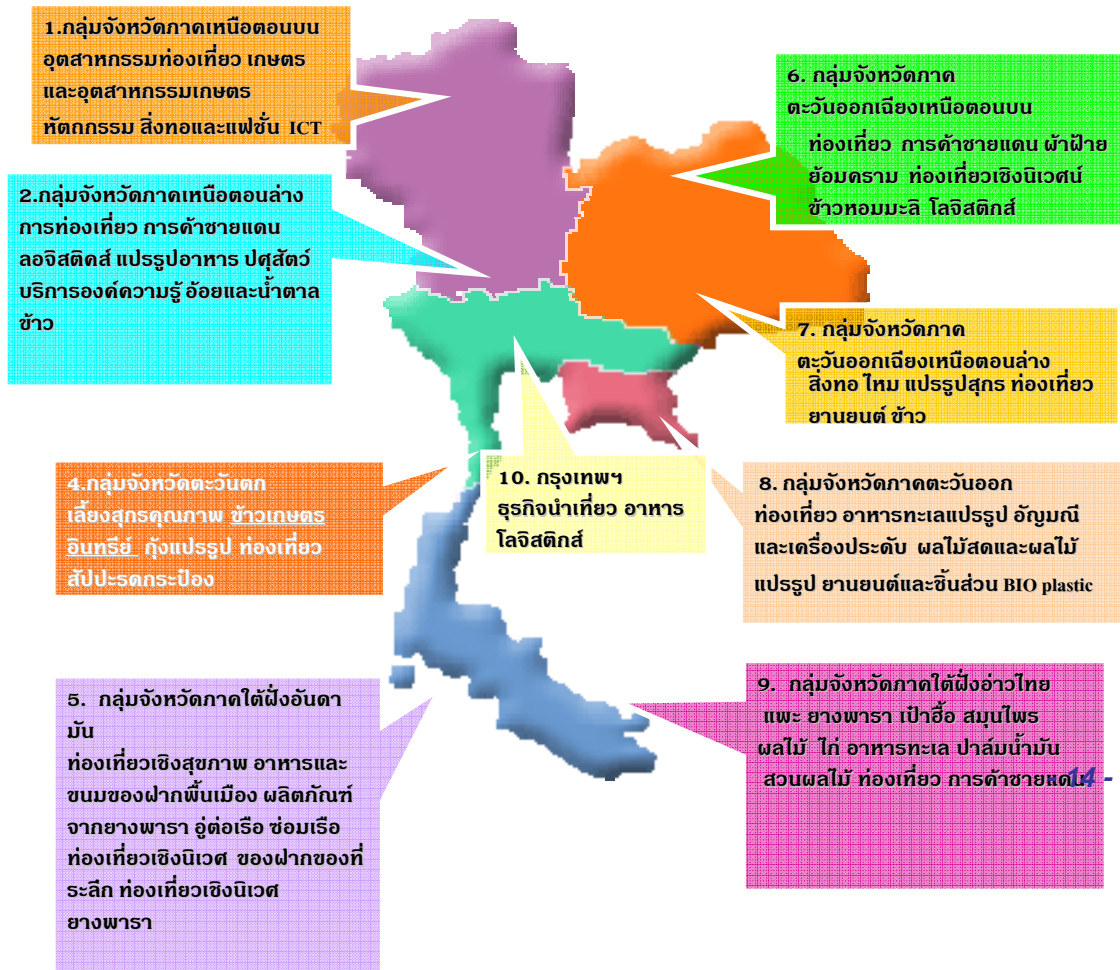 1.กลุ่มจังหวัดภาคเหนือตอนบน
อุตสาหกรรมท่องเที่ยว เกษตร
และอุตสาหกรรมเกษตร
หัตถกรรม สิ่งทอและแฟชั่น ICT
2.กลุ่มจังหวัดภาคเหนือตอนล่าง
การท่องเที่ยว การค้าชายแดน
ลอจิสติคส์ แปรรูปอาหาร ปศุสัตว์
บริการองค์ความรู้ อ้อยและน้ำตาล
ข้าว
4.กลุ่มจังหวัดตะวันตก
เลี้ยงสุกรคุณภาพ ข้าวเกษตร
อินทรีย์ กุ้งแปรรูป ท่องเที่ยว
สัปปะรดกระป๋อง
5. กลุ่มจังหวัดภาคใต้ฝั่งอันดา
มัน
ท่องเที่ยวเชิงสุขภาพ อาหารและ
ขนมของฝากพื้นเมือง ผลิตภัณฑ์
จากยางพารา อู่ต่อเรือ ซ่อมเรือ
ท่องเที่ยวเชิงนิเวศ ของฝากของที่
ระลึก ท่องเที่ยวเชิงนิเวศ
ยางพารา
6. กลุ่มจังหวัดภาค
ตะวันออกเฉียงเหนือตอนบน
ท่องเที่ยว การค้าชายแดน ผ้าฝ้าย
ย้อมคราม ท่องเที่ยวเชิงนิเวศน์
ข้าวหอมมะลิ โลจิสติกส์
7. กลุ่มจังหวัดภาค
ตะวันออกเฉียงเหนือตอนล่าง
สิ่งทอ ไหม แปรรูปสุกร ท่องเที่ยว
ยานยนต์ ข้าว
8. กลุ่มจังหวัดภาคตะวันออก
ท่องเที่ยว อาหารทะเลแปรรูป อัญมณี
และเครื่องประดับ ผลไม้สดและผลไม้
แปรรูป ยานยนต์และชิ้นส่วน BIO plastic
9. กลุ่มจังหวัดภาคใต้ฝั่งอ่าวไทย
แพะ ยางพารา เป๋าฮื้อ สมุนไพร
ผลไม้ ไก่ อาหารทะเล ปาล์มน้ำมัน
สวนผลไม้ ท่องเที่ยว การค้าชายแดน
- 14 -
10. กรุงเทพฯ
ธุรกิจนำเที่ยว อาหาร
โลจิสติกส์